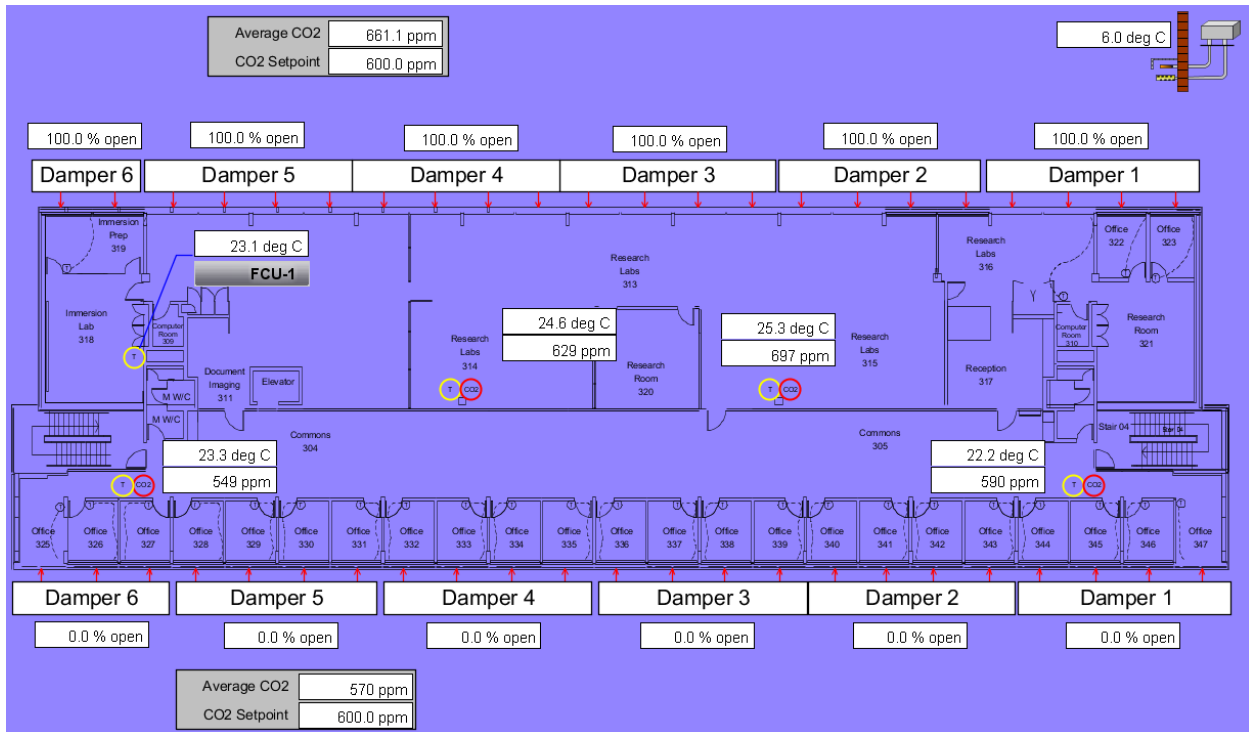 Average CO2 661.1 ppm
CO2 Setpoint 600.0 ppm
6.0 deg C
100.0 % open 100.0 % open 100.0 % open 100.0 % open 100.0 % open 100.0 % open
Damper 6 Damper 5 Damper 4 Damper 3 Damper 2 Damper 1
Immersion
Prep
319
23.1 deg C
FCU-1
Research
Labs
313
Research
Labs
316
Office
322
Office
323
Immersion
Lab
318
Computer
Room
309
T
Research
Labs
314
24.6 deg C
629 ppm
25.3 deg C
697 ppm
Research
Labs
315
Computer
Room
310
Research
Room
321
Document
Imaging
311
Elevator
T CO2
Research
Room
320
T CO2
Reception
317
M W/C
M W/C
Commons
304
Commons
305
Stair 04
Stair 04
23.3 deg C
549 ppm
T CO2
22.2 deg C
590 ppm
T CO2
Office
325
Office
326
Office
327
Office
328
Office
329
Office
330
Office
331
Office
332
Office
333
Office
334
Office
335
Office
336
Office
337
Office
338
Office
339
Office
340
Office
341
Office
342
Office
343
Office
344
Office
345
Office
346
Office
347
Damper 6 Damper 5 Damper 4 Damper 3 Damper 2 Damper 1
0.0 % open 0.0 % open 0.0 % open 0.0 % open 0.0 % open 0.0 % open
Average CO2 570 ppm
CO2 Setpoint 600.0 ppm